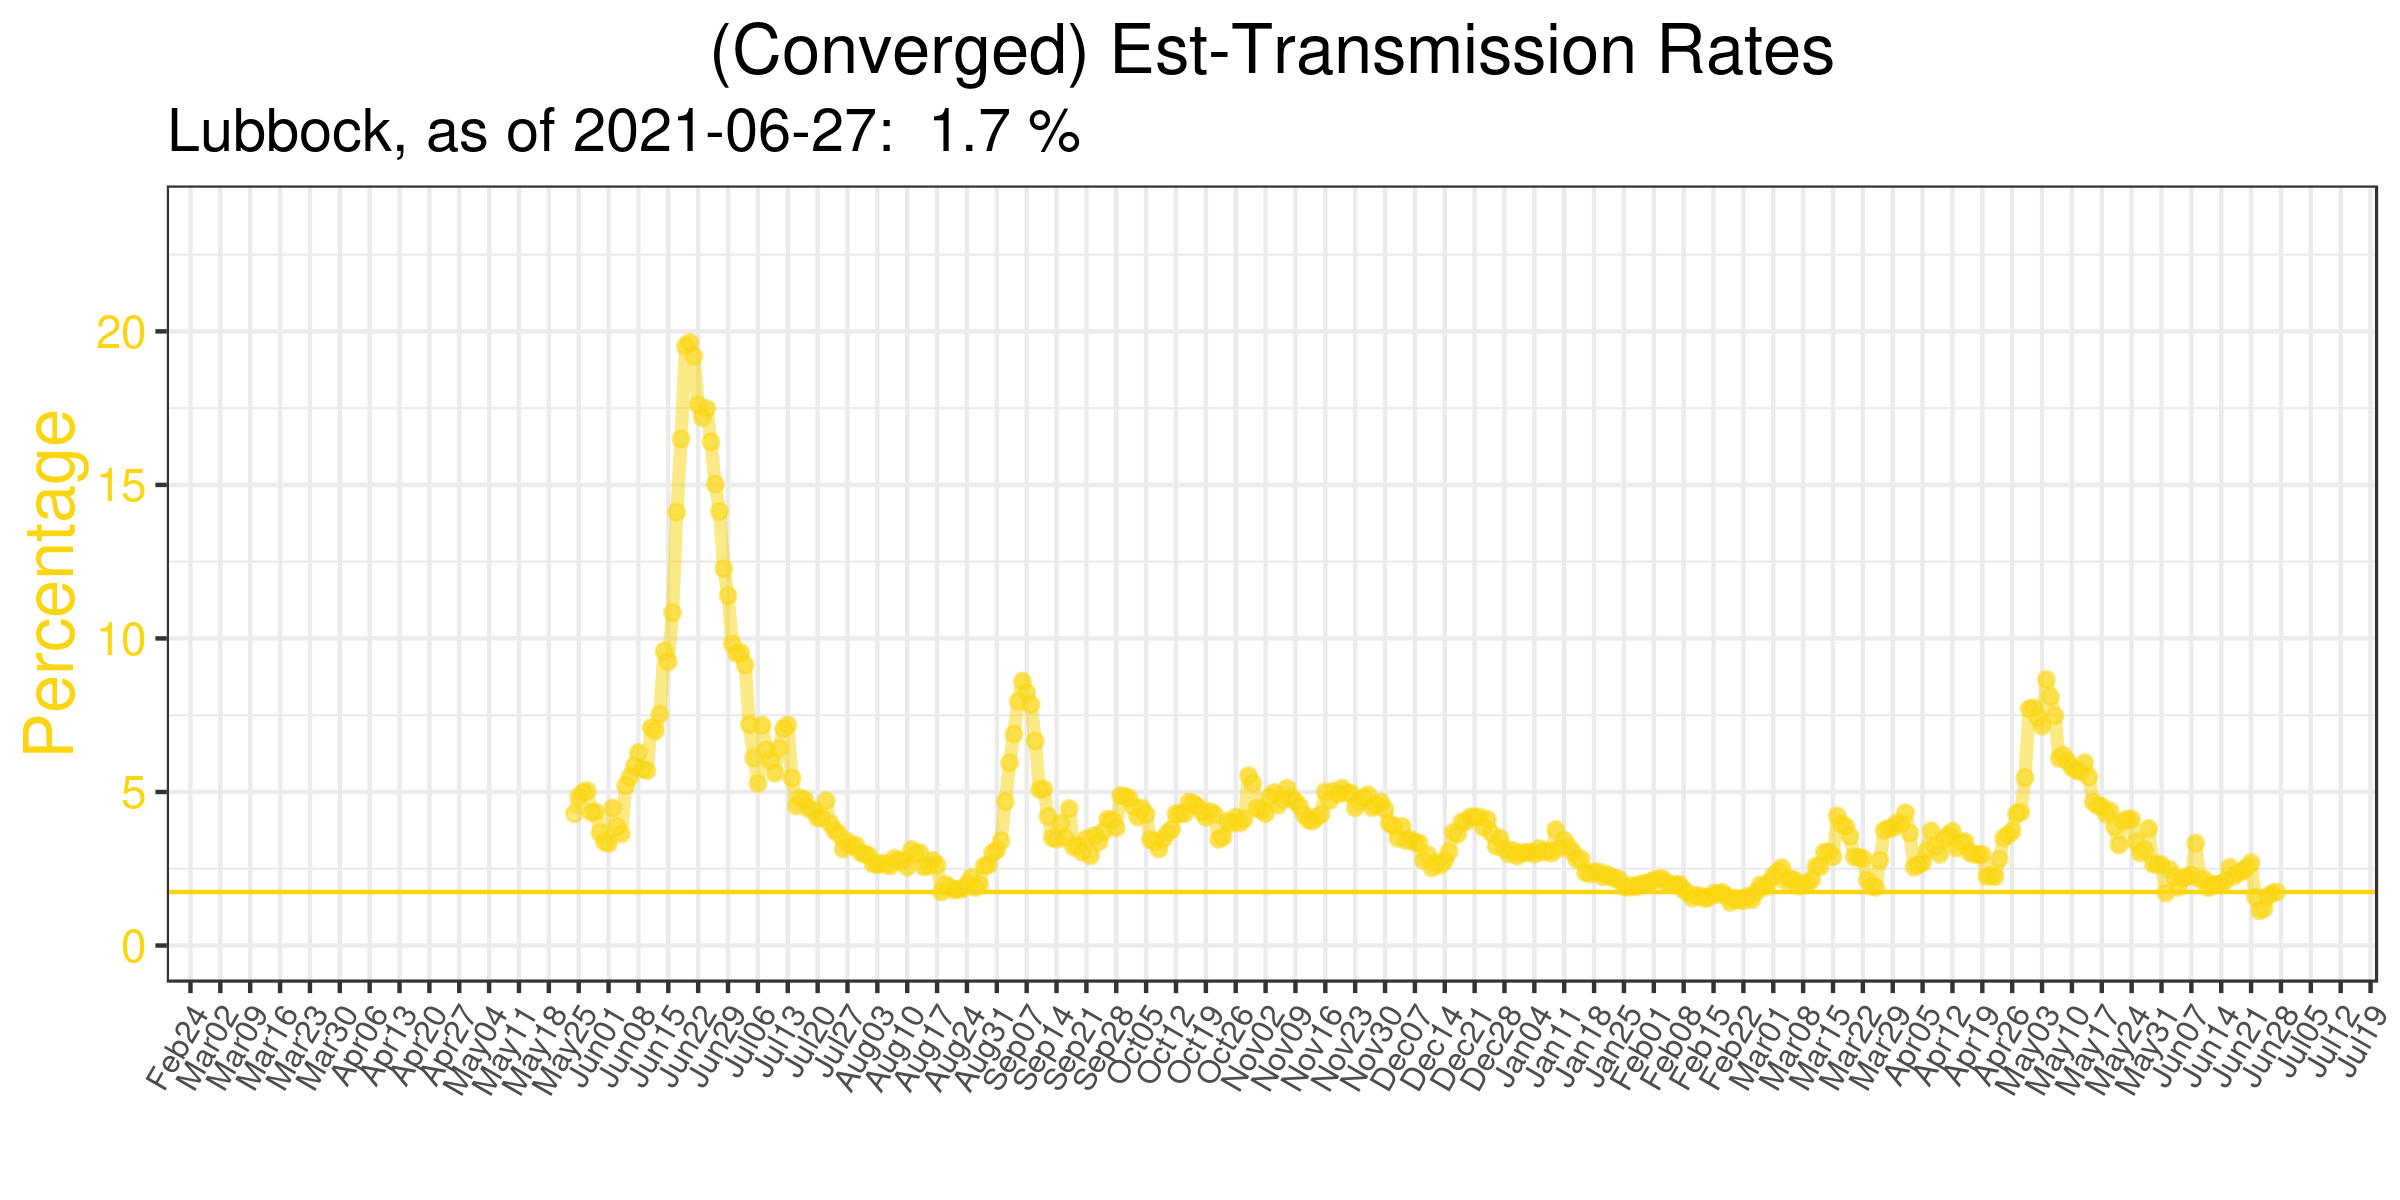 (Converged) Est-Transmission Rates
Lubbock, as of 2021-06-27:  1.7 %
Percentage
20
15
10
5
0
Feb24
Mar02
Mar09
Mar16
Mar23
Mar30
Apr06
Apr13
Apr20
Apr27
May04
May11
May18
May25
Jun01
Jun08
Jun15
Jun22
Jun29
Jul06
Jul13
Jul20
Jul27
Aug03
Aug10
Aug17
Aug24
Aug31
Sep07
Sep14
Sep21
Sep28
Oct05
Oct12
Oct19
Oct26
Nov02
Nov09
Nov16
Nov23
Nov30
Dec07
Dec14
Dec21
Dec28
Jan04
Jan11
Jan18
Jan25
Feb01
Feb08
Feb15
Feb22
Mar01
Mar08
Mar15
Mar22
Mar29
Apr05
Apr12
Apr19
Apr26
May03
May10
May17
May24
May31
Jun07
Jun14
Jun21
Jun28
Jul05
Jul12
Jul19